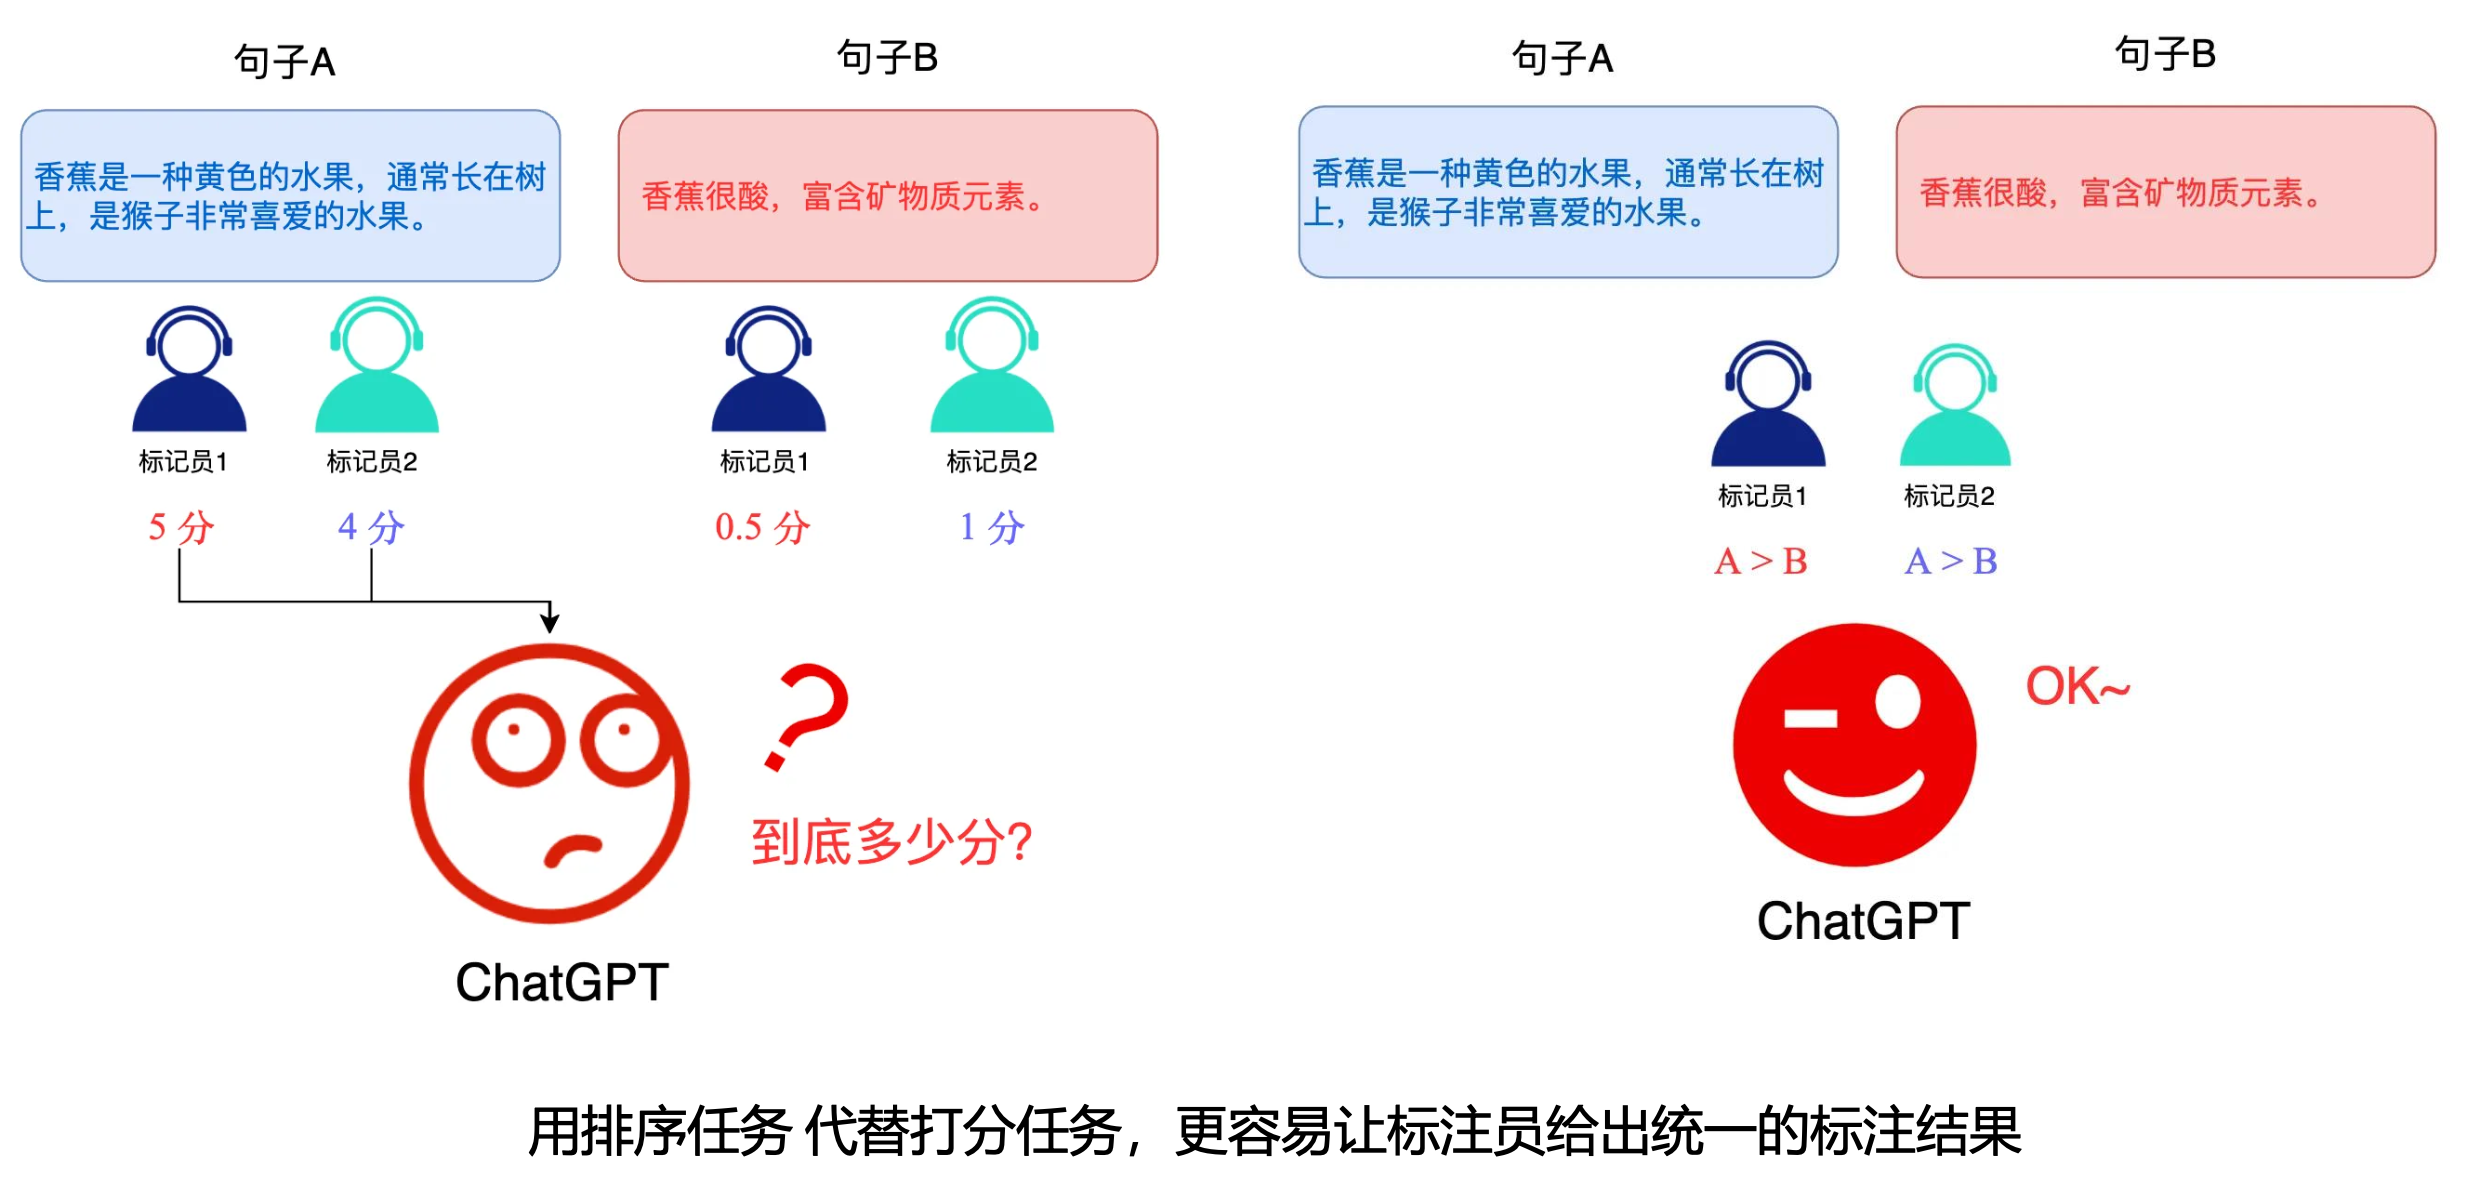 句子A
句子B
香蕉是一种黄色的水果，通常长在树
上，是猴子非常喜爱的水果。
香蕉很酸，富含矿物质元素。
标记员1
标记员2
标记员1
标记员2
5 分
4 分
0.5 分
1 分
?
到底多少分?
ChatGPT
句子A
句子B
香蕉是一种黄色的水果，通常长在树
上，是猴子非常喜爱的水果。
香蕉很酸，富含矿物质元素。
标记员1
标记员2
A > B
A > B
OK~
ChatGPT
用排序任务 代替打分任务，更容易让标注员给出统一的标注结果